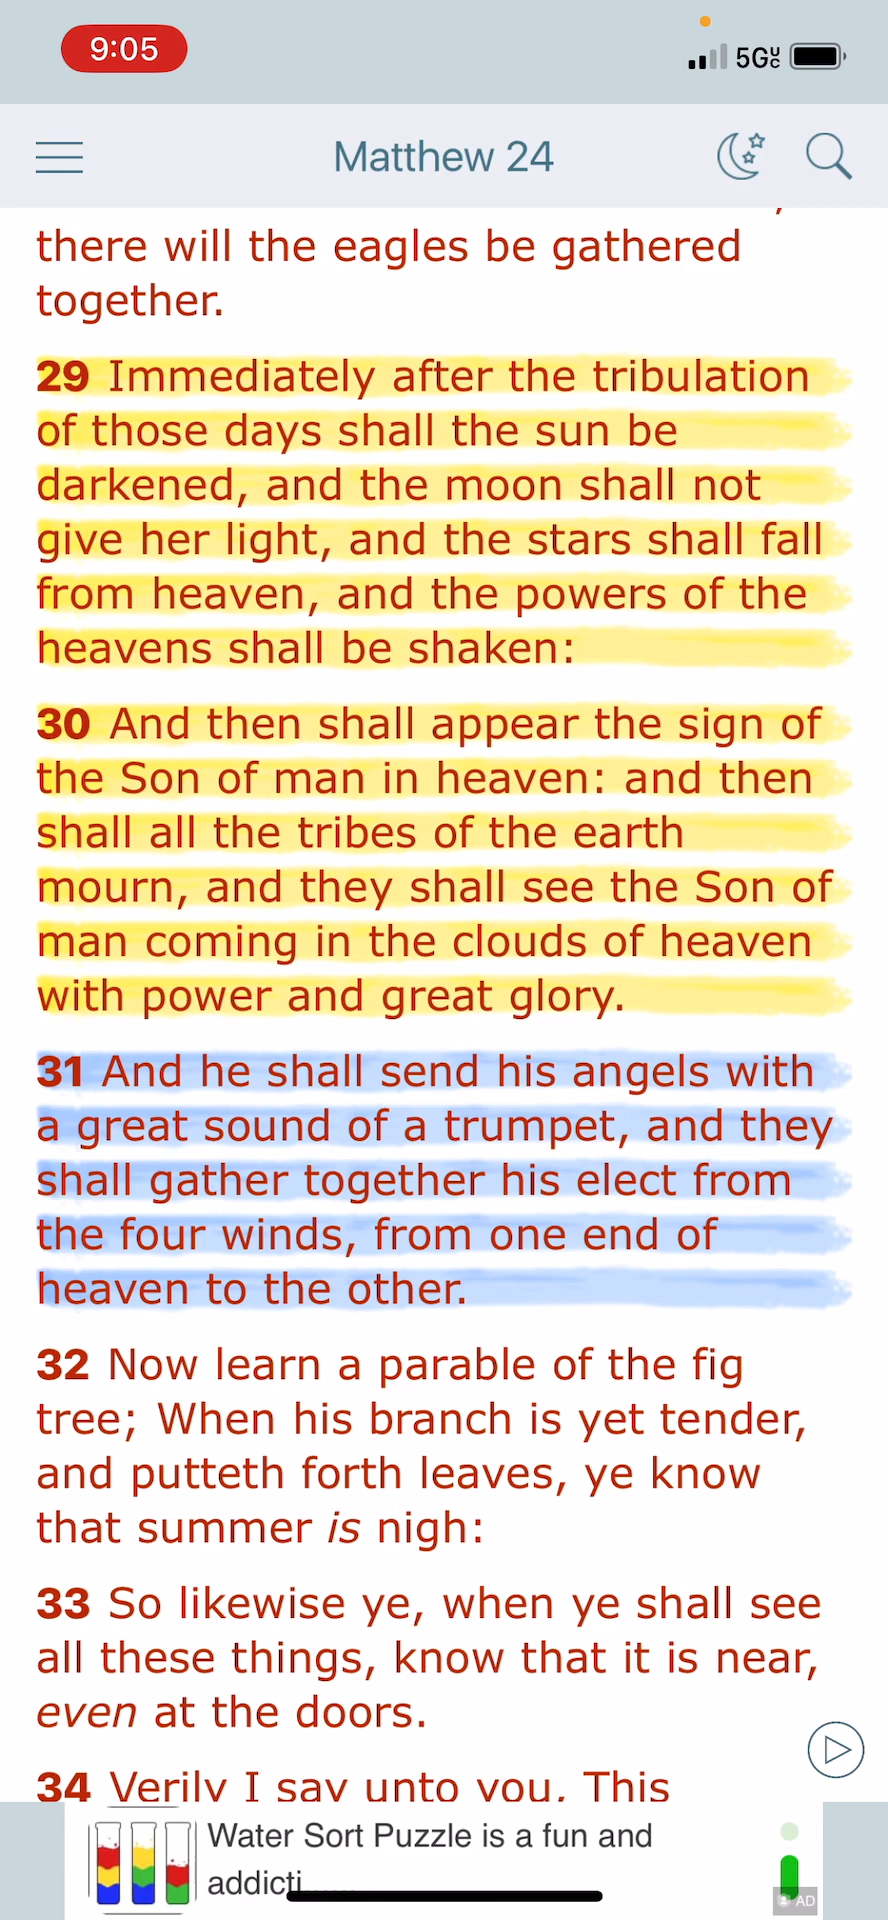 9:05
5GUC
Matthew 24
there will the eagles be gathered
together.
29 Immediately after the tribulation
of those days shall the sun be
darkened, and the moon shall not
give her light, and the stars shall fall
from heaven, and the powers of the
heavens shall be shaken:
30 And then shall appear the sign of
the Son of man in heaven: and then
shall all the tribes of the earth
mourn, and they shall see the Son of
man coming in the clouds of heaven
with power and great glory.
31 And he shall send his angels with
a great sound of a trumpet, and they
shall gather together his elect from
the four winds, from one end of
heaven to the other.
32 Now learn a parable of the fig
tree; When his branch is yet tender,
and putteth forth leaves, ye know
that summer is nigh:
33 So likewise ye, when ye shall see
all these things, know that it is near,
even at the doors.
34 Verily I say unto you, This
Water Sort Puzzle is a fun and
addicti
AD